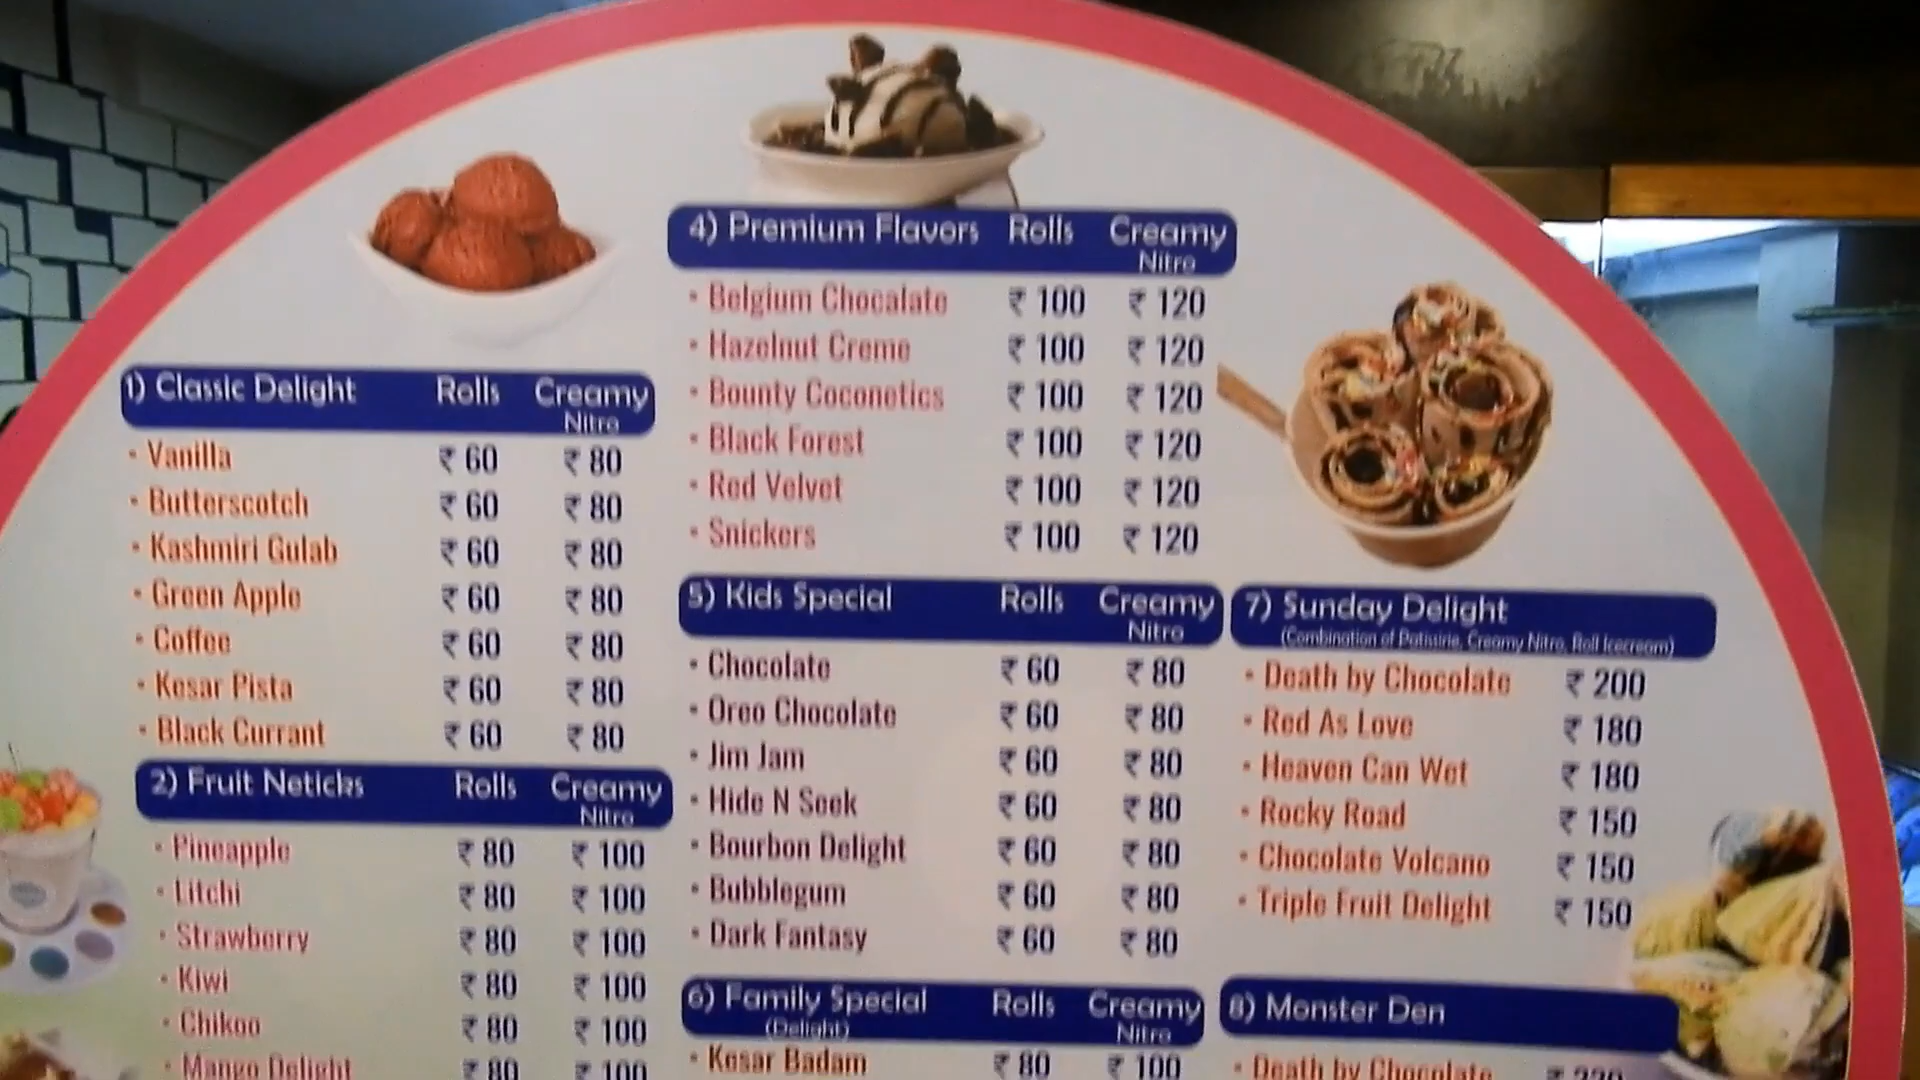 4) Premium Flavors Rolls Creamy Nitro
• Belgium Chocalate ₹ 100 ₹ 120
• Hazelnut Creme ₹ 100 ₹ 120
• Bounty Coconetics ₹ 100 ₹ 120
• Black Forest ₹ 100 ₹ 120
• Red Velvet ₹ 100 ₹ 120
• Snickers ₹ 100 ₹ 120
1) Classic Delight Rolls Creamy Nitro
• Vanilla ₹ 60 ₹ 80
• Butterscotch ₹ 60 ₹ 80
• Kashmiri Gulab ₹ 60 ₹ 80
• Green Apple ₹ 60 ₹ 80
• Coffee ₹ 60 ₹ 80
• Kesar Pista ₹ 60 ₹ 80
• Black Currant ₹ 60 ₹ 80
2) Fruit Neticks Rolls Creamy Nitro
• Pineapple ₹ 80 ₹ 100
• Litchi ₹ 80 ₹ 100
• Strawberry ₹ 80 ₹ 100
• Kiwi ₹ 80 ₹ 100
• Chikoo ₹ 80 ₹ 100
• Mango Delight ₹ 80 ₹ 100
5) Kids Special Rolls Creamy Nitro
• Chocolate ₹ 60 ₹ 80
• Oreo Chocolate ₹ 60 ₹ 80
• Jim Jam ₹ 60 ₹ 80
• Hide N Seek ₹ 60 ₹ 80
• Bourbon Delight ₹ 60 ₹ 80
• Bubblegum ₹ 60 ₹ 80
• Dark Fantasy ₹ 60 ₹ 80
6) Family Special Rolls Creamy Nitro
(Delight)
• Kesar Badam ₹ 80 ₹ 100
7) Sunday Delight
(Combination of Patissrie, Creamy Nitro, Roll Icecream)
• Death by Chocolate ₹ 200
• Red As Love ₹ 180
• Heaven Can Wet ₹ 180
• Rocky Road ₹ 150
• Chocolate Volcano ₹ 150
• Triple Fruit Delight ₹ 150
8) Monster Den
• Death by Chocolate